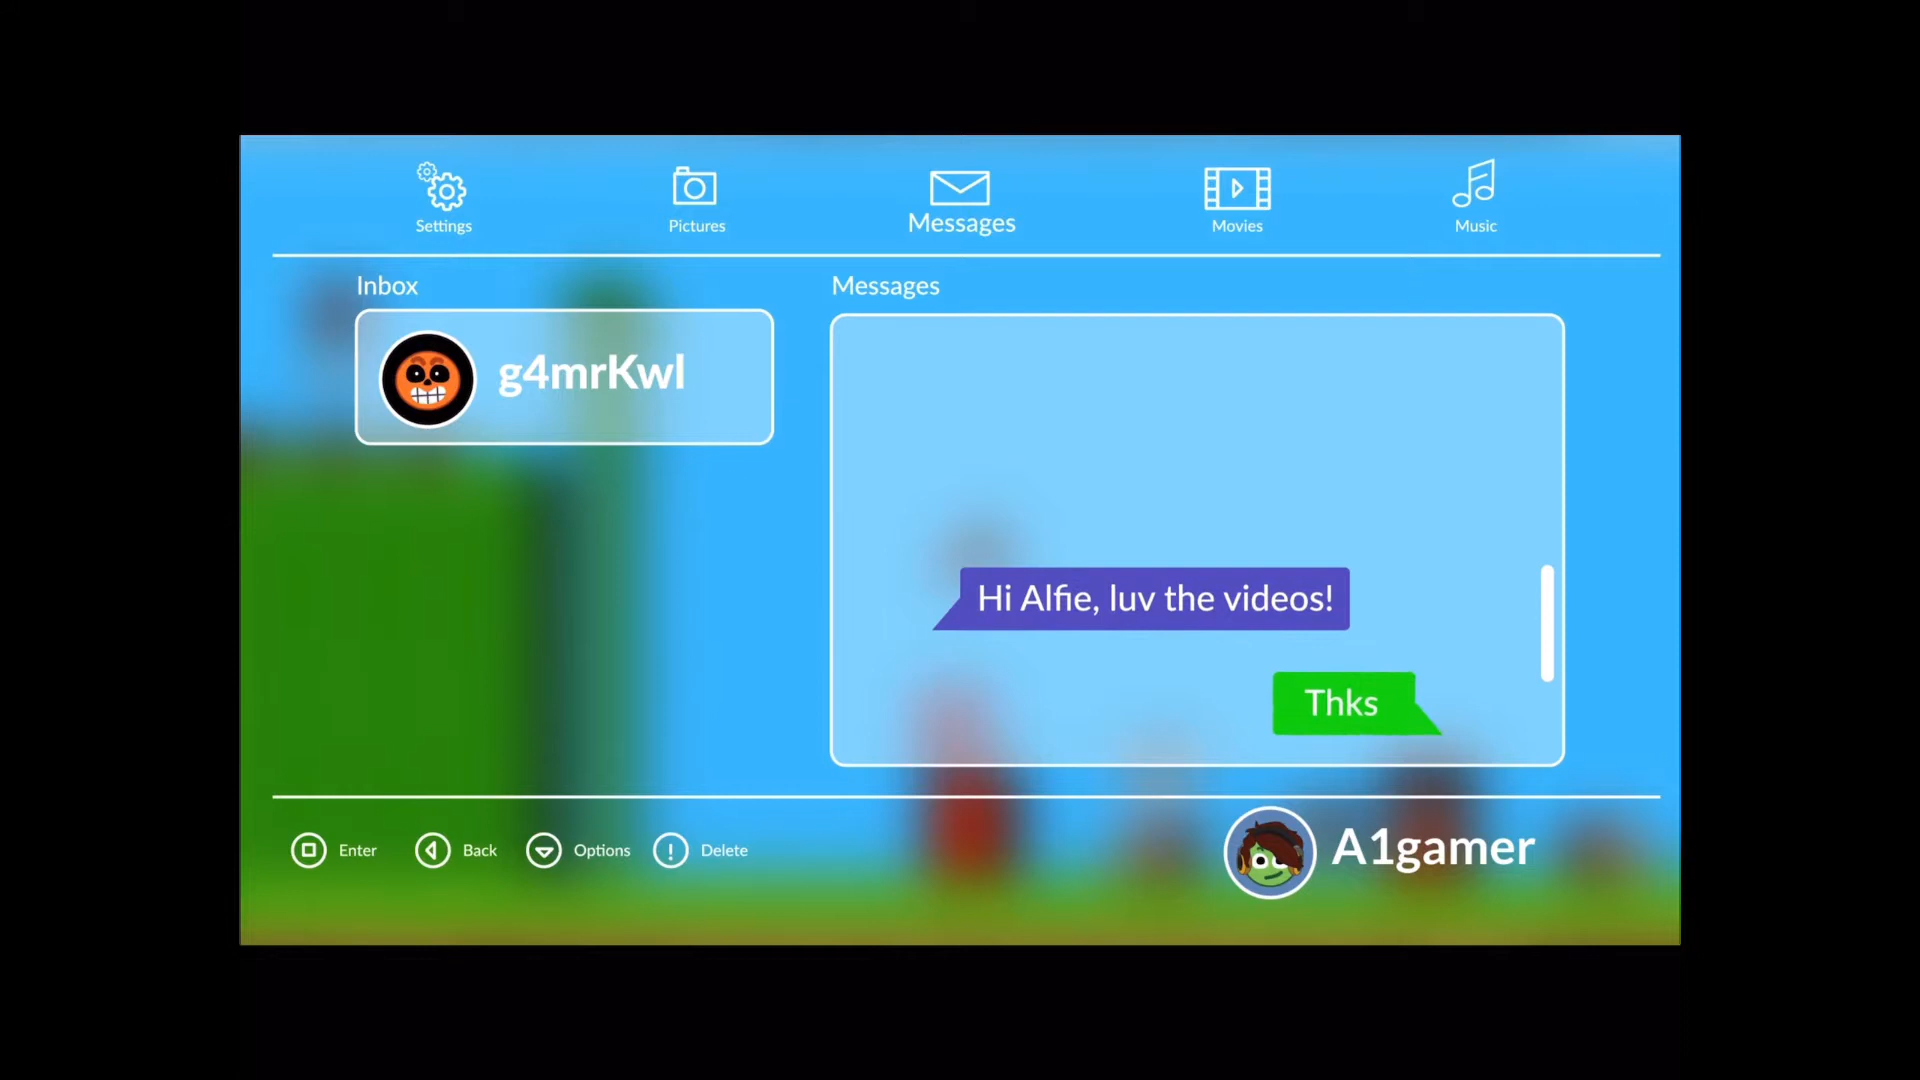 Settings
Pictures
Messages
Movies
Music
Inbox
g4mrKwl
Messages
Hi Alfie, luv the videos!
Thks
Enter
Back
Options
Delete
A1gamer